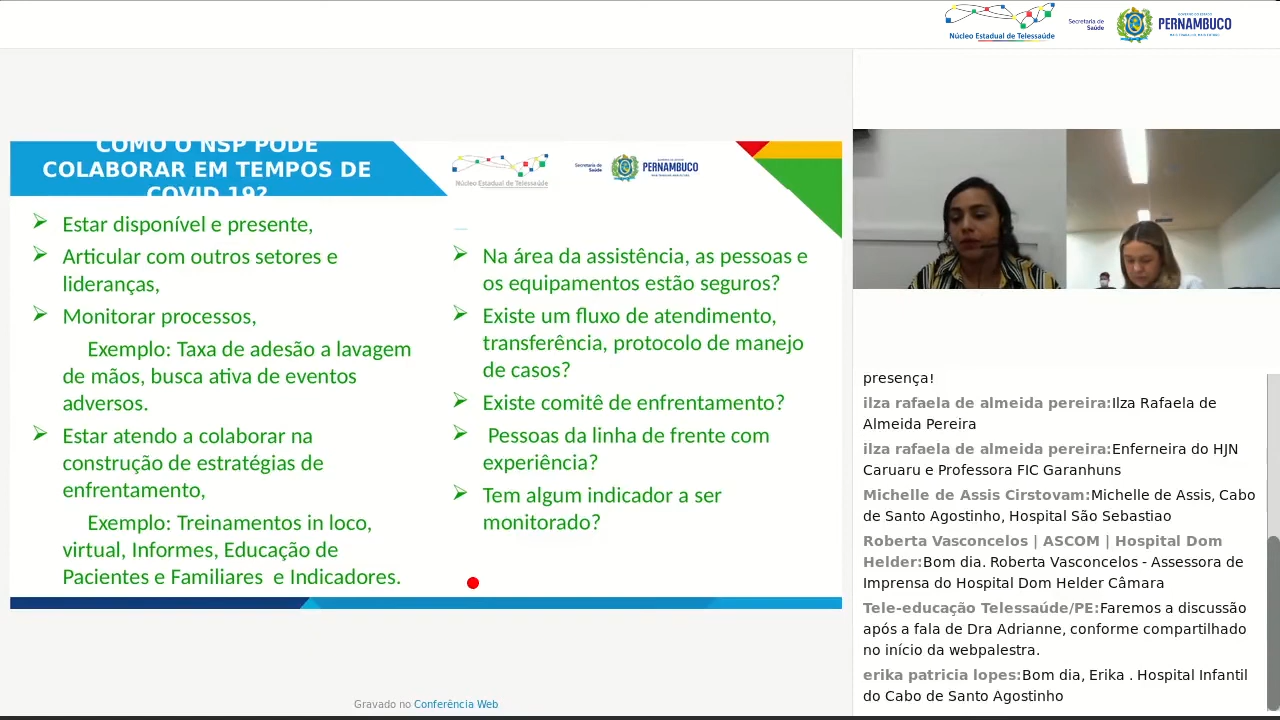 Núcleo Estadual de Telessaúde
Secretaria de
Saúde
PERNAMBUCO
COMO O NSP PODE
COLABORAR EM TEMPOS DE
COVID 19?
Núcleo Estadual de Telessaúde
Secretaria de
Saúde
PERNAMBUCO
Estar disponível e presente,
Articular com outros setores e
lideranças,
Monitorar processos,
Exemplo: Taxa de adesão a lavagem
de mãos, busca ativa de eventos
adversos.
Estar atendo a colaborar na
construção de estratégias de
enfrentamento,
Exemplo: Treinamentos in loco,
virtual, Informes, Educação de
Pacientes e Familiares e Indicadores.
Na área da assistência, as pessoas e
os equipamentos estão seguros?
Existe um fluxo de atendimento,
transferência, protocolo de manejo
de casos?
Existe comitê de enfrentamento?
Pessoas da linha de frente com
experiência?
Tem algum indicador a ser
monitorado?
presença!
ilza rafaela de almeida pereira:Ilza Rafaela de
Almeida Pereira
ilza rafaela de almeida pereira:Enferneira do HJN
Caruaru e Professora FIC Garanhuns
Michelle de Assis Cirstovam:Michelle de Assis, Cabo
de Santo Agostinho, Hospital São Sebastiao
Roberta Vasconcelos | ASCOM | Hospital Dom
Helder:Bom dia. Roberta Vasconcelos - Assessora de
Imprensa do Hospital Dom Helder Câmara
Tele-educação Telessaúde/PE:Faremos a discussão
após a fala de Dra Adrianne, conforme compartilhado
no início da webpalestra.
erika patricia lopes:Bom dia, Erika . Hospital Infantil
do Cabo de Santo Agostinho
Gravado no Conferência Web